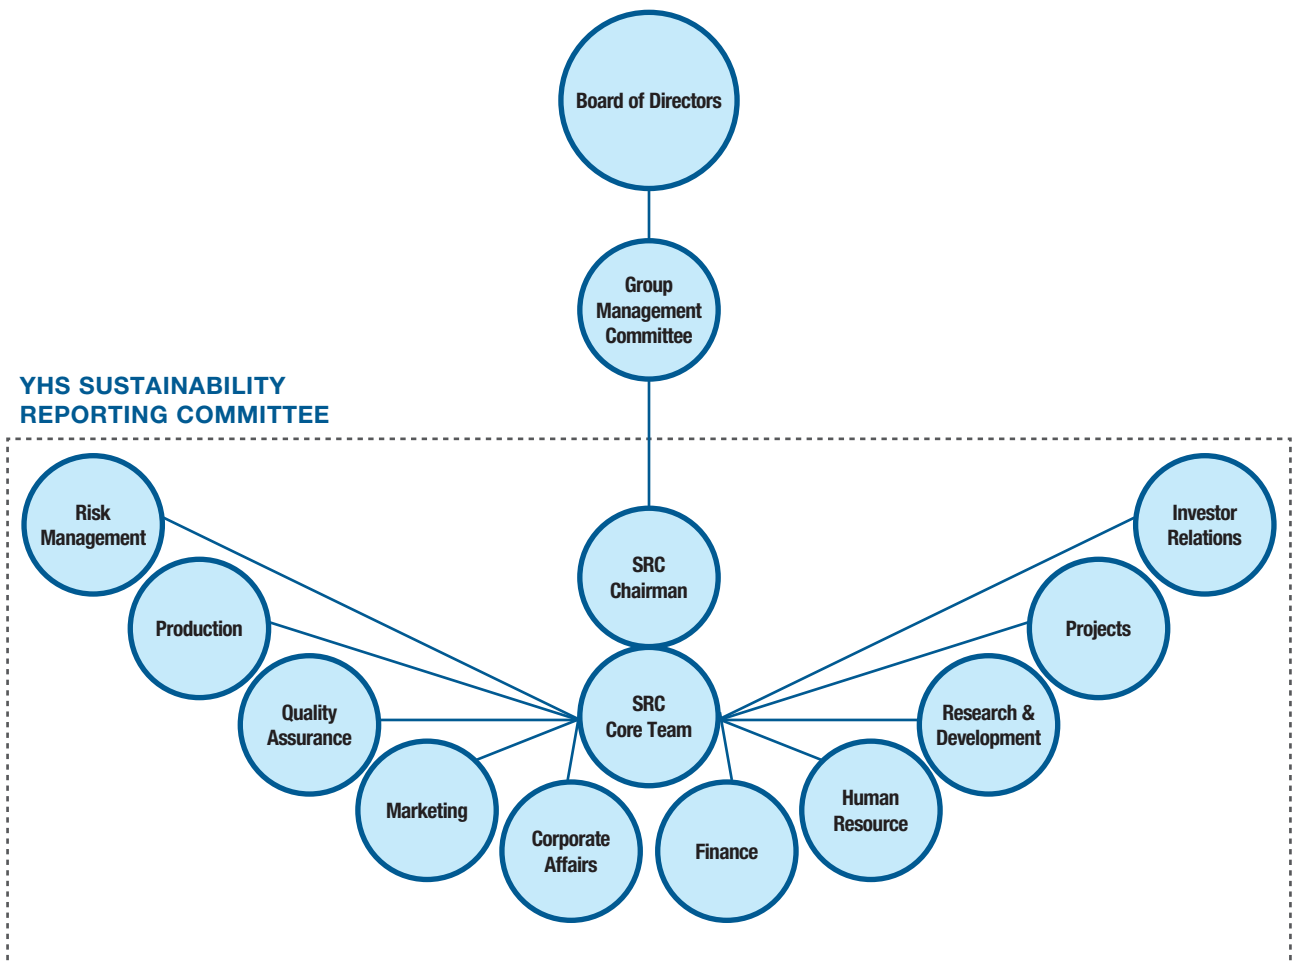 Board of Directors
Group
Management
Committee
YHS SUSTAINABILITY
REPORTING COMMITTEE
Risk
Management
Production
Quality
Assurance
Marketing
Corporate
Affairs
SRC
Chairman
SRC
Core Team
Finance
Human
Resource
Research &
Development
Projects
Investor
Relations